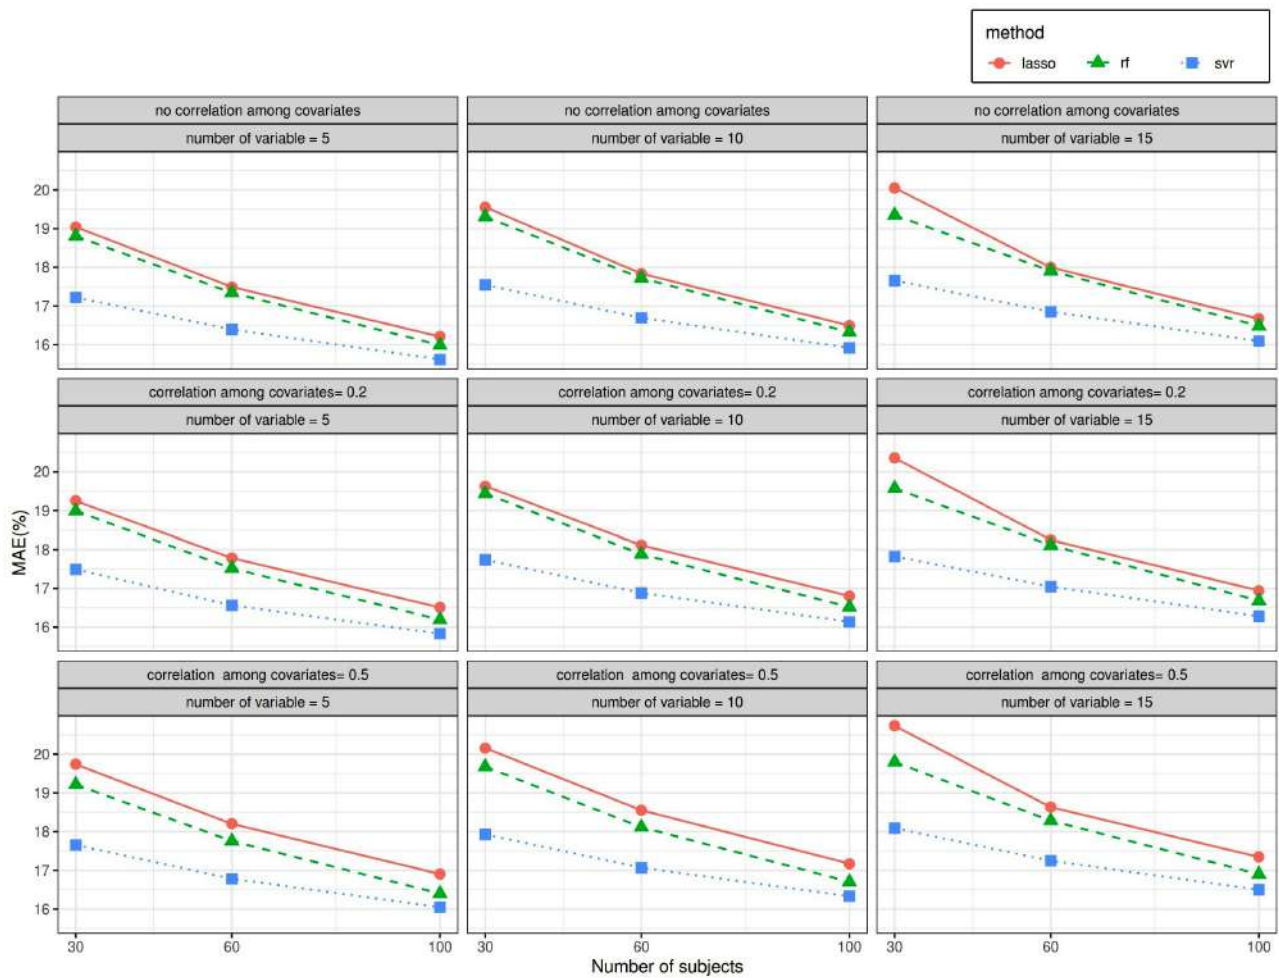 method
lasso rf svr
no correlation among covariates no correlation among covariates no correlation among covariates
number of variable = 5 number of variable = 10 number of variable = 15
20
19
18
17
16
correlation among covariates= 0.2 correlation among covariates= 0.2 correlation among covariates= 0.2
number of variable = 5 number of variable = 10 number of variable = 15
20
19
18
17
16
MAE(%)
correlation among covariates= 0.5 correlation among covariates= 0.5 correlation among covariates= 0.5
number of variable = 5 number of variable = 10 number of variable = 15
20
19
18
17
16
30 60 100 30 60 100 30 60 100
Number of subjects